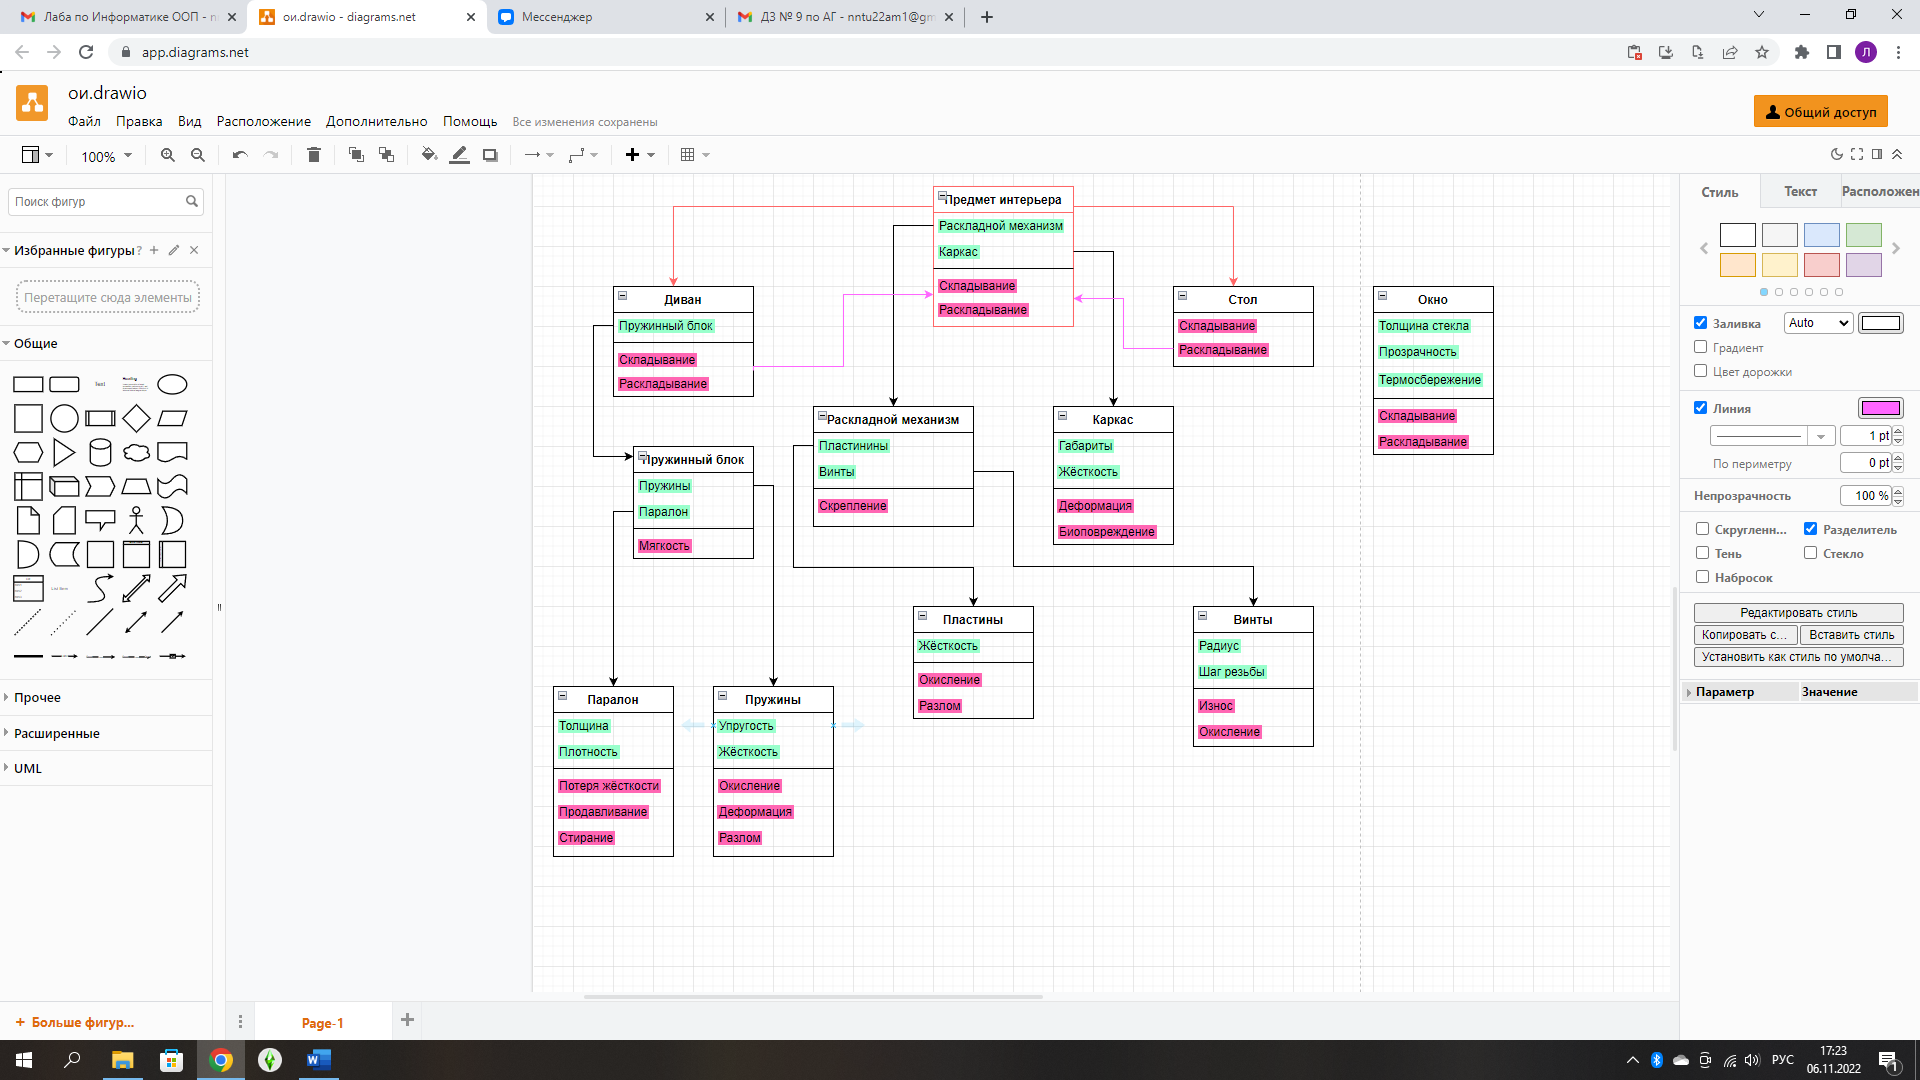 Лаба по Информатике ООП - n
ои.drawio - diagrams.net
Мессенджер
ДЗ № 9 по АГ - nntu22am1@gm
app.diagrams.net
Л
ои.drawio
Файл Правка Вид Расположение Дополнительно Помощь Все изменения сохранены
Общий доступ
100%
Поиск фигур
Избранные фигуры ?
Перетащите сюда элементы
Общие
Text
Heading
Прочее
Расширенные
UML
+ Больше фигур...
Предмет интерьера
Раскладной механизм
Каркас
Складывание
Раскладывание
Диван
Пружинный блок
Складывание
Раскладывание
Стол
Складывание
Раскладывание
Окно
Толщина стекла
Прозрачность
Термосбережение
Складывание
Раскладывание
Раскладной механизм
Пластинины
Винты
Скрепление
Каркас
Габариты
Жёсткость
Деформация
Биоповреждение
Пружинный блок
Пружины
Паралон
Мягкость
Пластины
Жёсткость
Окисление
Разлом
Винты
Радиус
Шаг резьбы
Износ
Окисление
Паралон
Толщина
Плотность
Потеря жёсткости
Продавливание
Стирание
Пружины
Упругость
Жёсткость
Окисление
Деформация
Разлом
Page-1
Стиль Текст Расположен
Заливка Auto
Градиент
Цвет дорожки
Линия
1 pt
По периметру 0 pt
Непрозрачность 100 %
Скругленн... Разделитель
Тень Стекло
Набросок
Редактировать стиль
Копировать с... Вставить стиль
Установить как стиль по умолча...
Параметр Значение
РУС
17:23
06.11.2022
1